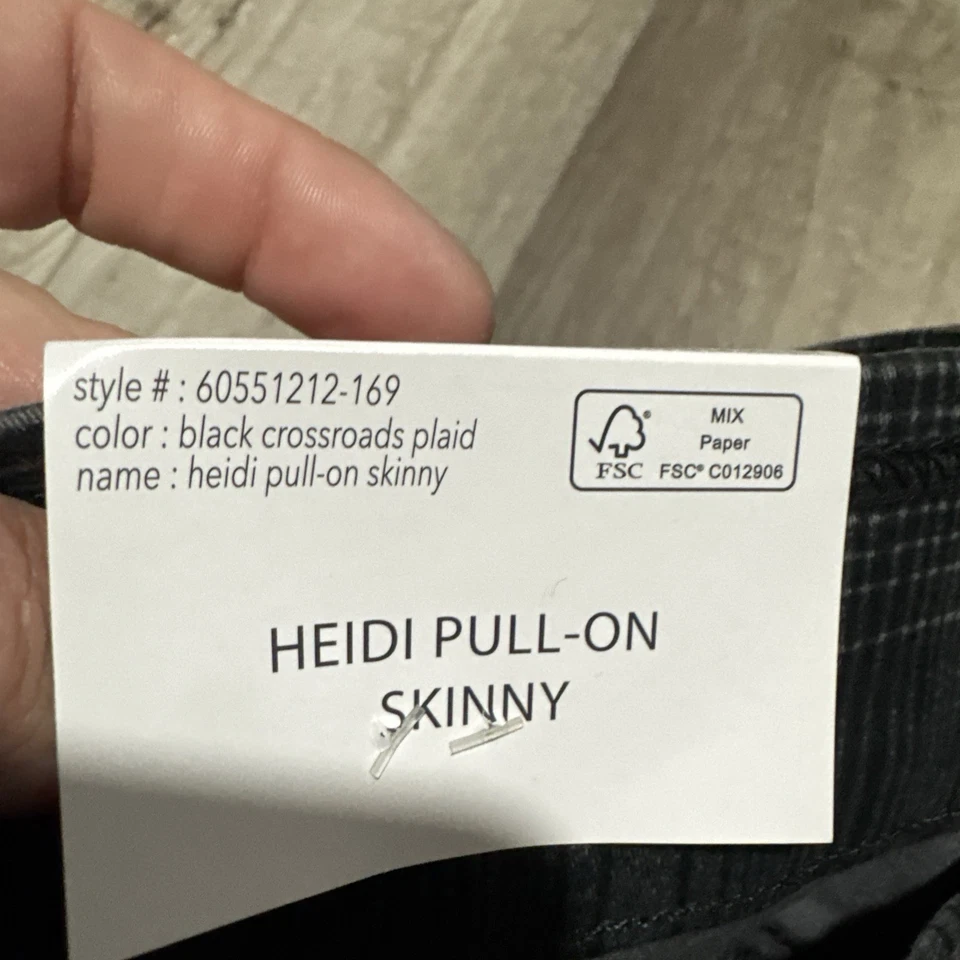 style # : 60551212-169
color : black crossroads plaid
name : heidi pull-on skinny
MIX
Paper
FSC® FSC® C012906
HEIDI PULL-ON
SKINNY